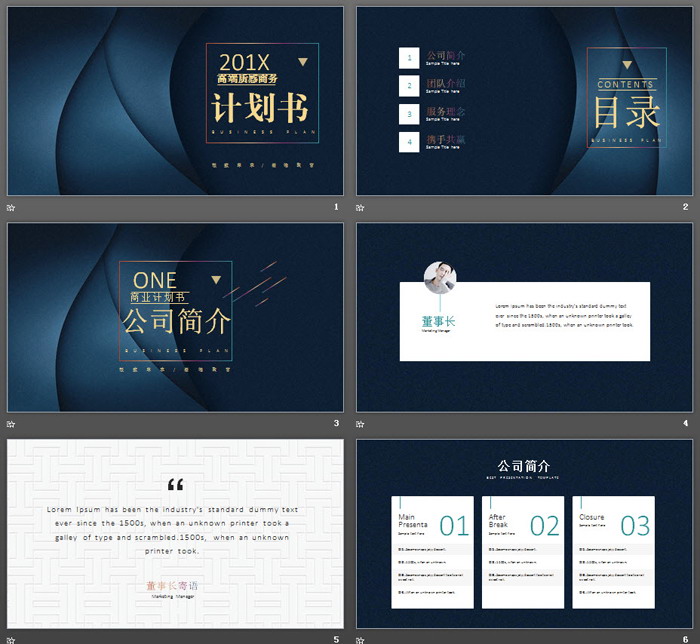 201X
高端质感商务
计划书
BUSINESS PLAN
1
1
公司简介
Sample Title here
2
团队介绍
Sample Title here
3
服务理念
Sample Title here
4
携手共赢
Sample Title here
CONTENTS
目录
BUSINESS PLAN
2
ONE
商业计划书
公司简介
BUSINESS PLAN
3
董事长
Marketing Manager
Lorem Ipsum has been the industry's standard dummy text
ever since the 1500s, when an unknown printer took a galley
of type and scrambled.1500s, when an unknown printer took.
4
“
Lorem Ipsum has been the industry's standard dummy text
ever since the 1500s, when an unknown printer took a
galley of type and scrambled.1500s, when an unknown
printer took.
董事长寄语
Marketing Manager
5
公司简介
BEST PRESENTATION TEMPLATE
Main
Presenta
Sample Text Here
01
After
Break
Sample Text Here
02
Closure
Sample Text Here
03
6